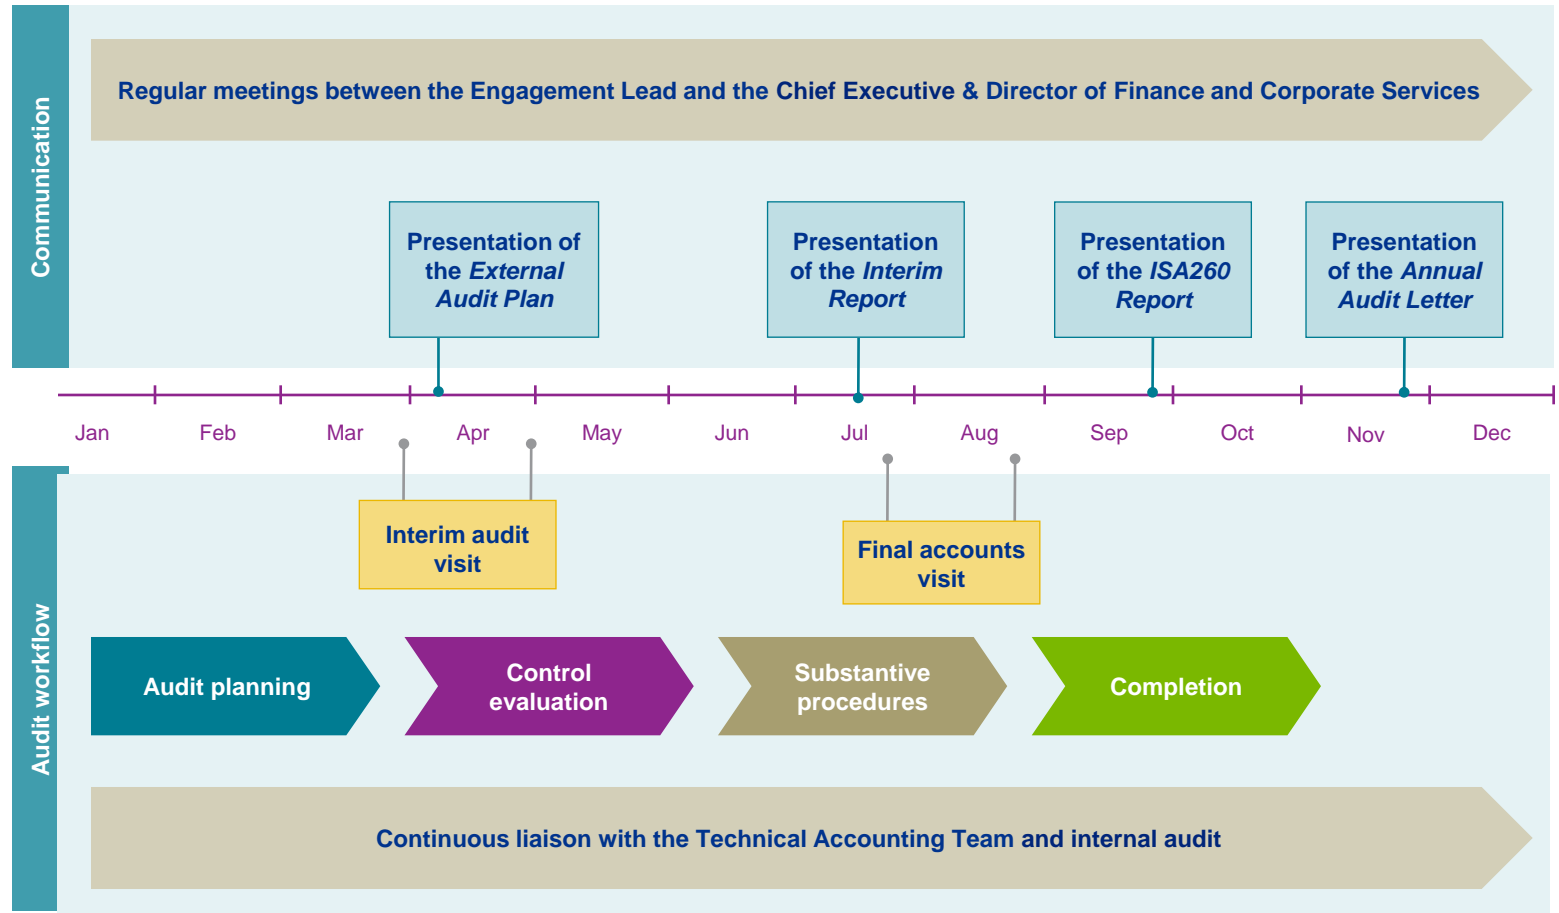 Communication
Regular meetings between the Engagement Lead and the Chief Executive & Director of Finance and Corporate Services
Presentation of
the External
Audit Plan
Presentation
of the Interim
Report
Presentation
of the ISA260
Report
Presentation
of the Annual
Audit Letter
Jan Feb Mar Apr May Jun Jul Aug Sep Oct Nov Dec
Audit workflow
Interim audit
visit
Final accounts
visit
Audit planning
Control
evaluation
Substantive
procedures
Completion
Continuous liaison with the Technical Accounting Team and internal audit